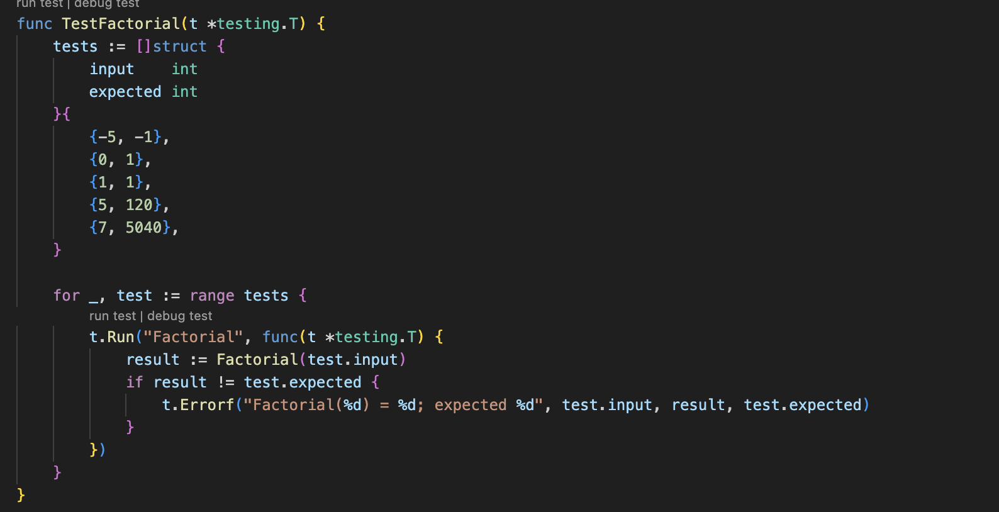 run test | debug test
func TestFactorial(t *testing.T) {
    tests := []struct {
        input    int
        expected int
    }{
        {-5, -1},
        {0, 1},
        {1, 1},
        {5, 120},
        {7, 5040},
    }

    for _, test := range tests {
        run test | debug test
        t.Run("Factorial", func(t *testing.T) {
            result := Factorial(test.input)
            if result != test.expected {
                t.Errorf("Factorial(%d) = %d; expected %d", test.input, result, test.expected)
            }
        })
    }
}